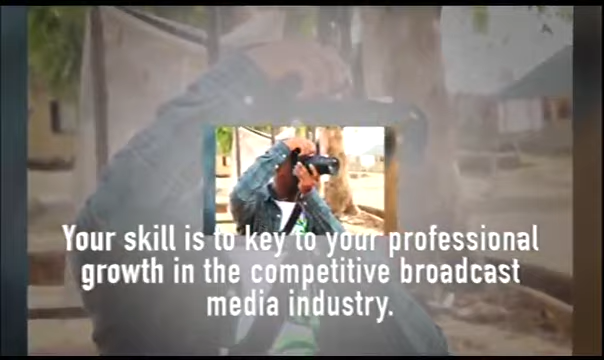 Your skill is to key to your professional
growth in the competitive broadcast
media industry.